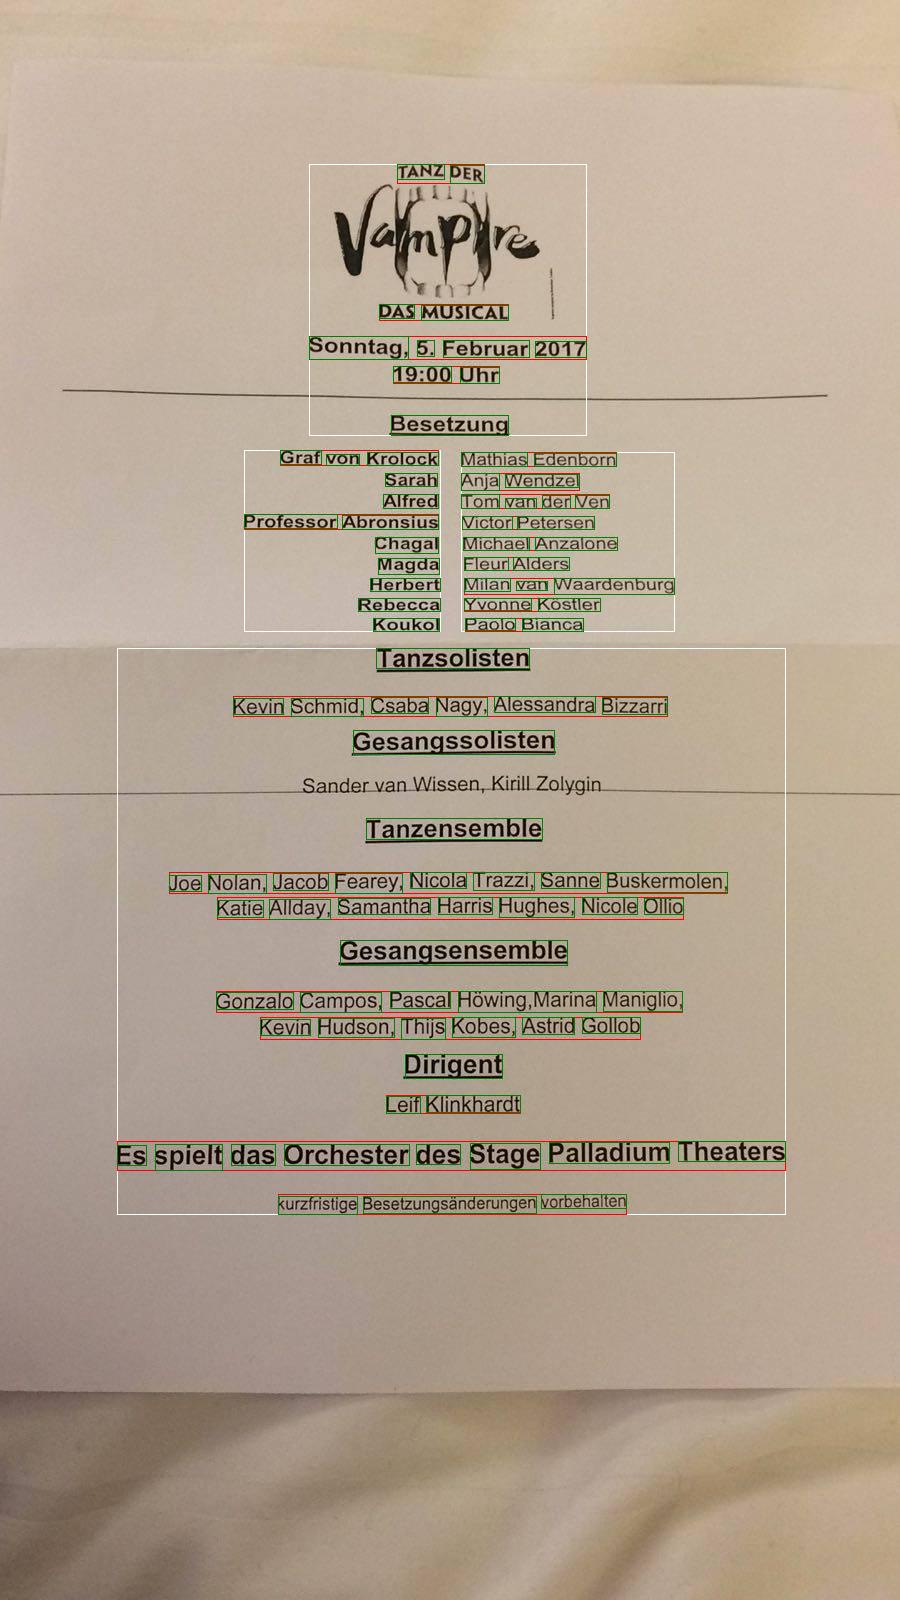 TANZ DER
Vampire
DAS MUSICAL
Sonntag, 5. Februar 2017
19:00 Uhr
Besetzung
Graf von Krolock Mathias Edenborn
Sarah Anja Wendzel
Alfred Tom van der Ven
Professor Abronsius Victor Petersen
Chagal Michael Anzalone
Magda Fleur Alders
Herbert Milan van Waardenburg
Rebecca Yvonne Köstler
Koukol Paolo Bianca
Tanzsolisten
Kevin Schmid, Csaba Nagy, Alessandra Bizzarri
Gesangssolisten
Sander van Wissen, Kirill Zolygin
Tanzensemble
Joe Nolan, Jacob Fearey, Nicola Trazzi, Sanne Buskermolen,
Katie Allday, Samantha Harris Hughes, Nicole Ollio
Gesangsensemble
Gonzalo Campos, Pascal Höwing,Marina Maniglio,
Kevin Hudson, Thijs Kobes, Astrid Gollob
Dirigent
Leif Klinkhardt
Es spielt das Orchester des Stage Palladium Theaters
kurzfristige Besetzungsänderungen vorbehalten